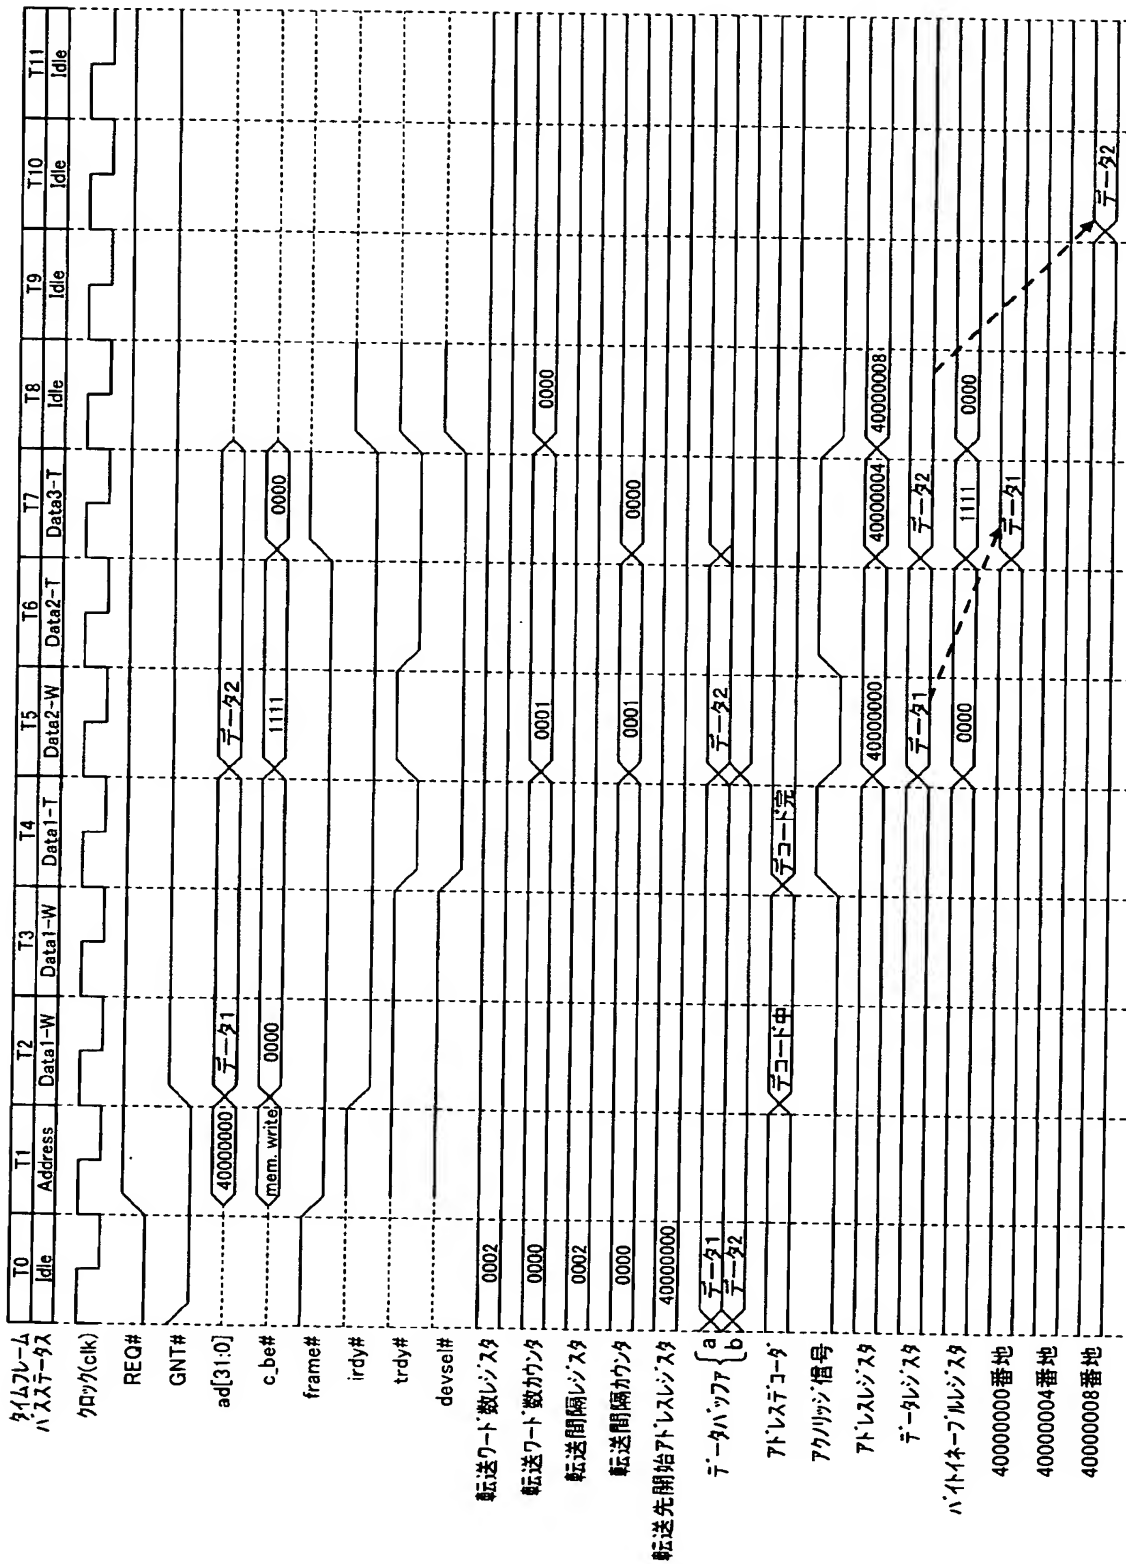 タイムフレーム T0 T1 T2 T3 T4 T5 T6 T7 T8 T9 T10 T11
バスステータス Idle Address Data1-W Data1-W Data1-T Data2-W Data2-T Data3-T Idle Idle Idle Idle
クロック(clk)
REQ#
GNT#
ad[31:0] 40000000 データ1 データ2
c_be# mem. write 0000 1111 0000
frame#
irdy#
trdy#
devsel#
転送ワード数レジスタ 0002
転送ワード数カウンタ 0000 0001 0000
転送間隔レジスタ 0002
転送間隔カウンタ 0000 0001 0000
転送先開始アドレスレジスタ 40000000
データバッファ a データ1 データ2
b データ2
アドレスデコーダ デコード中 デコード完
アクノリッジ信号
アドレスレジスタ 40000000 40000004 40000008
データレジスタ データ1 データ2
バイトイネーブルレジスタ 0000 1111 0000
40000000番地 データ1
40000004番地
40000008番地 データ2